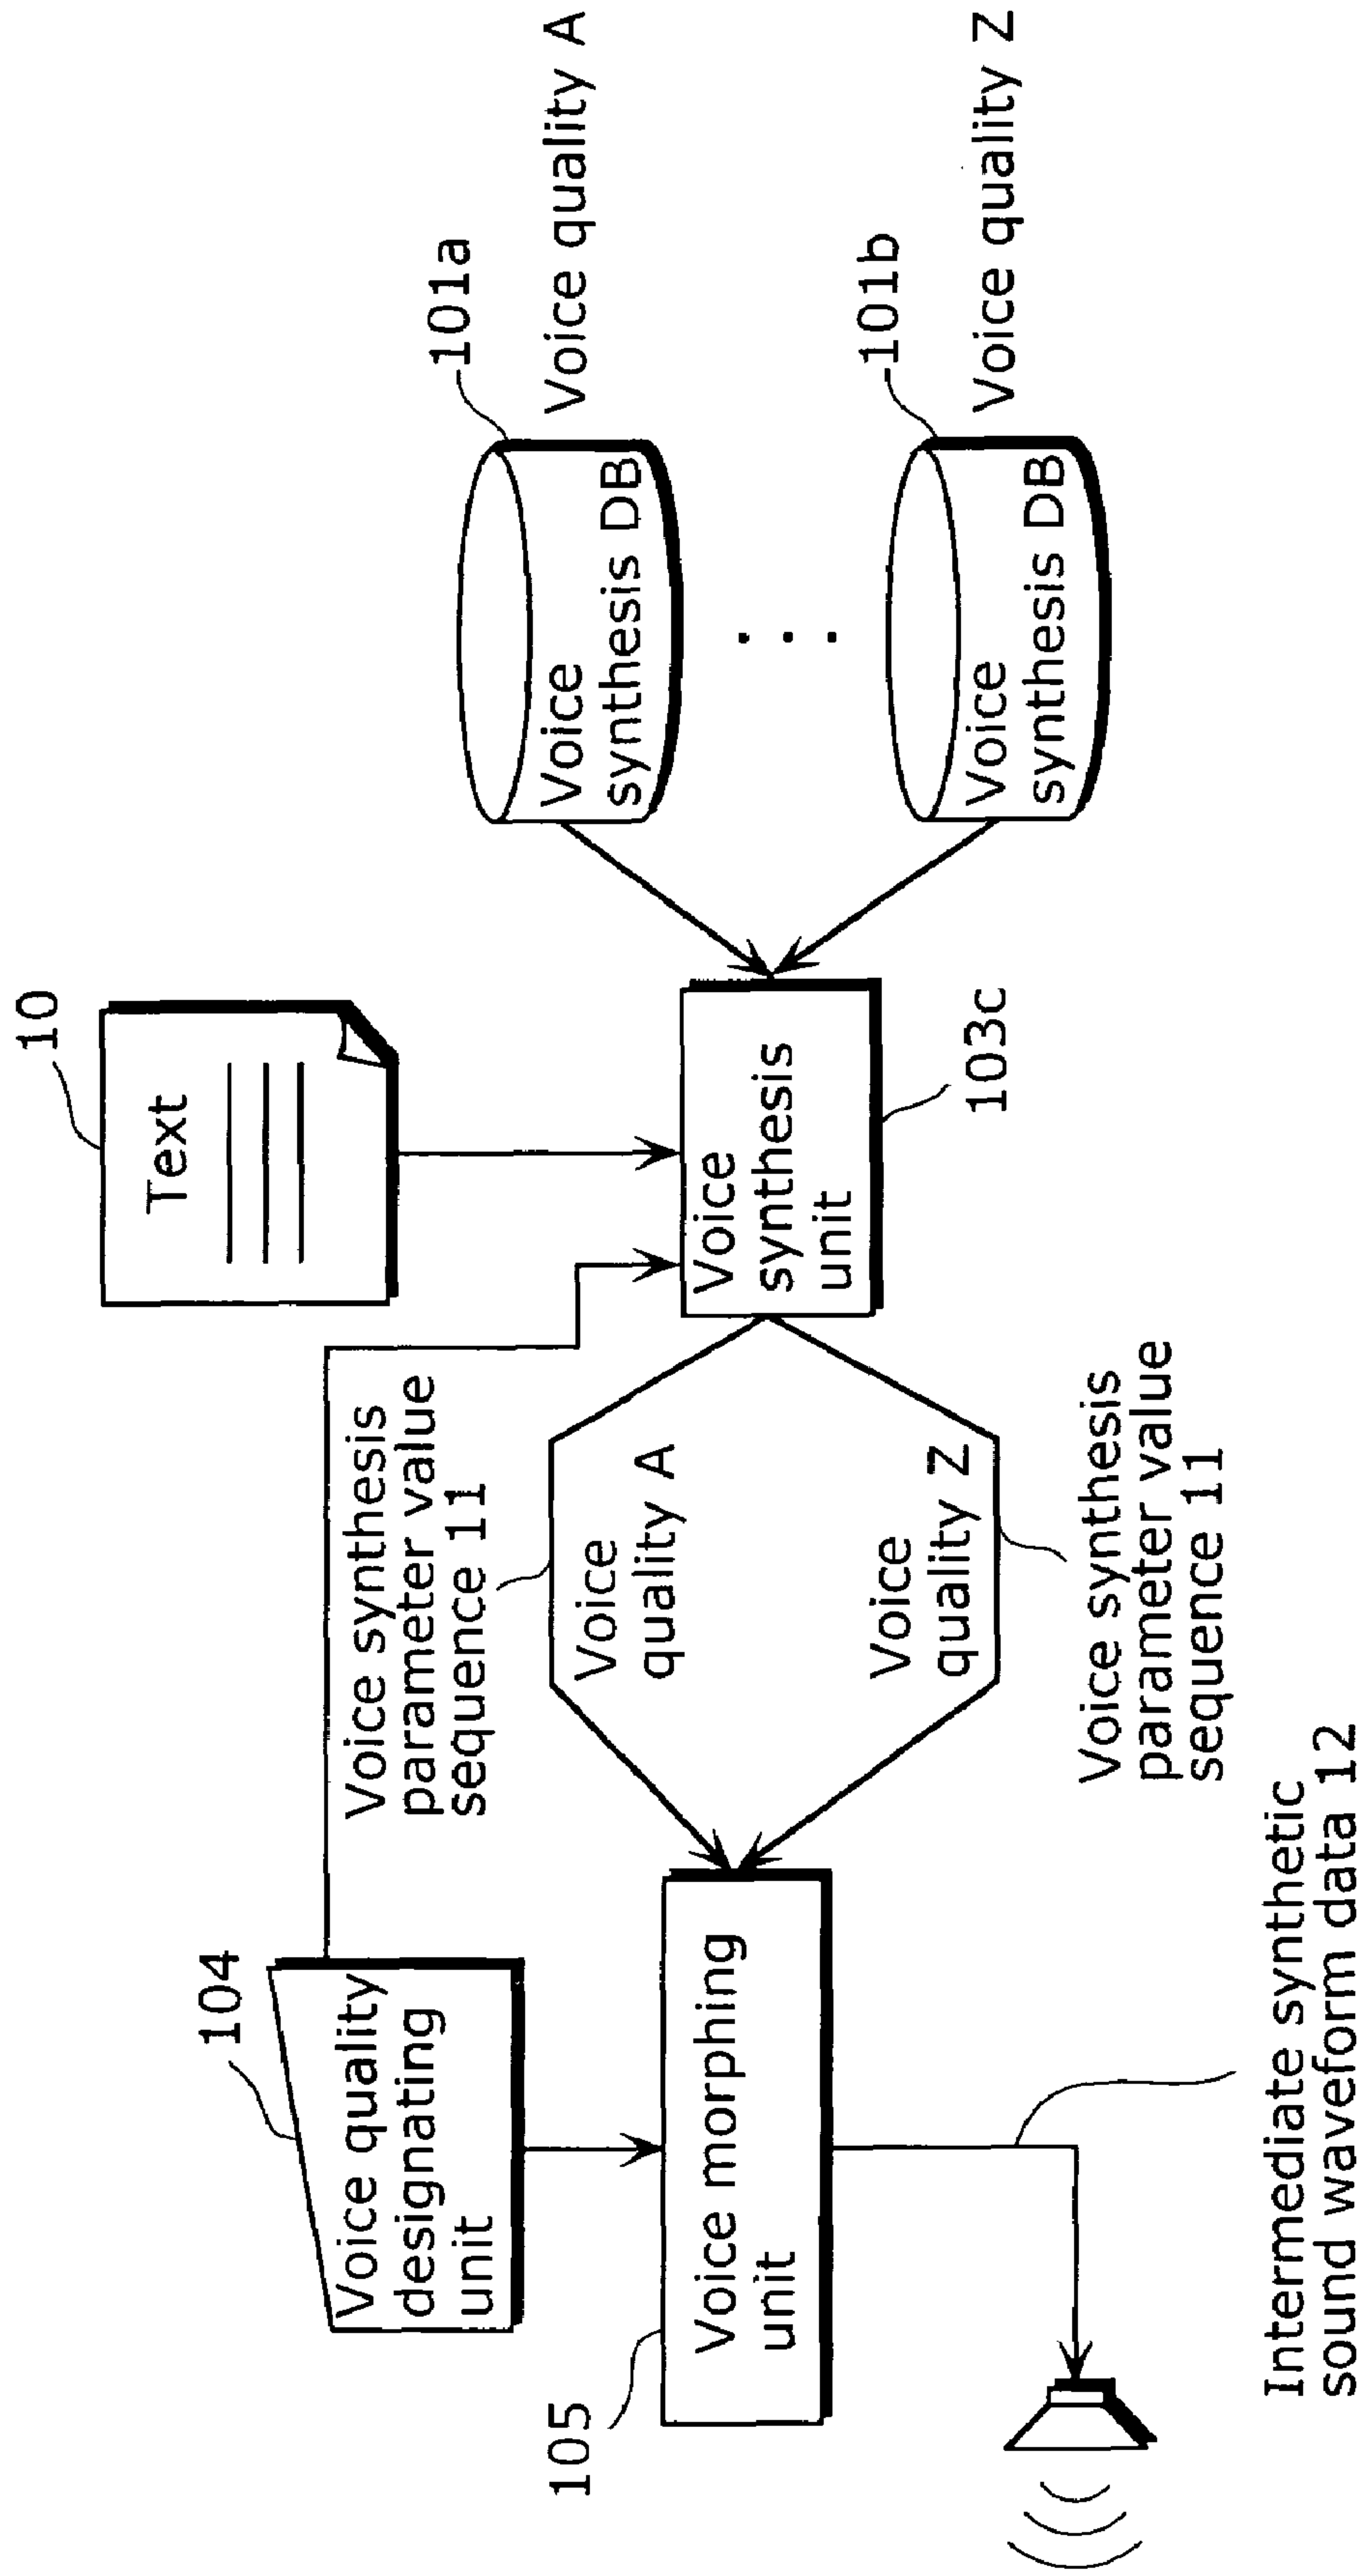 10
Text
104
Voice quality
designating
unit
Voice synthesis
parameter value
sequence 11
101a
Voice
synthesis DB
Voice quality A
105
Voice morphing
unit
Voice
quality A
Voice
quality Z
Voice
synthesis
unit
103c
. . .
101b
Voice
synthesis DB
Voice quality Z
Voice synthesis
parameter value
sequence 11
Intermediate synthetic
sound waveform data 12